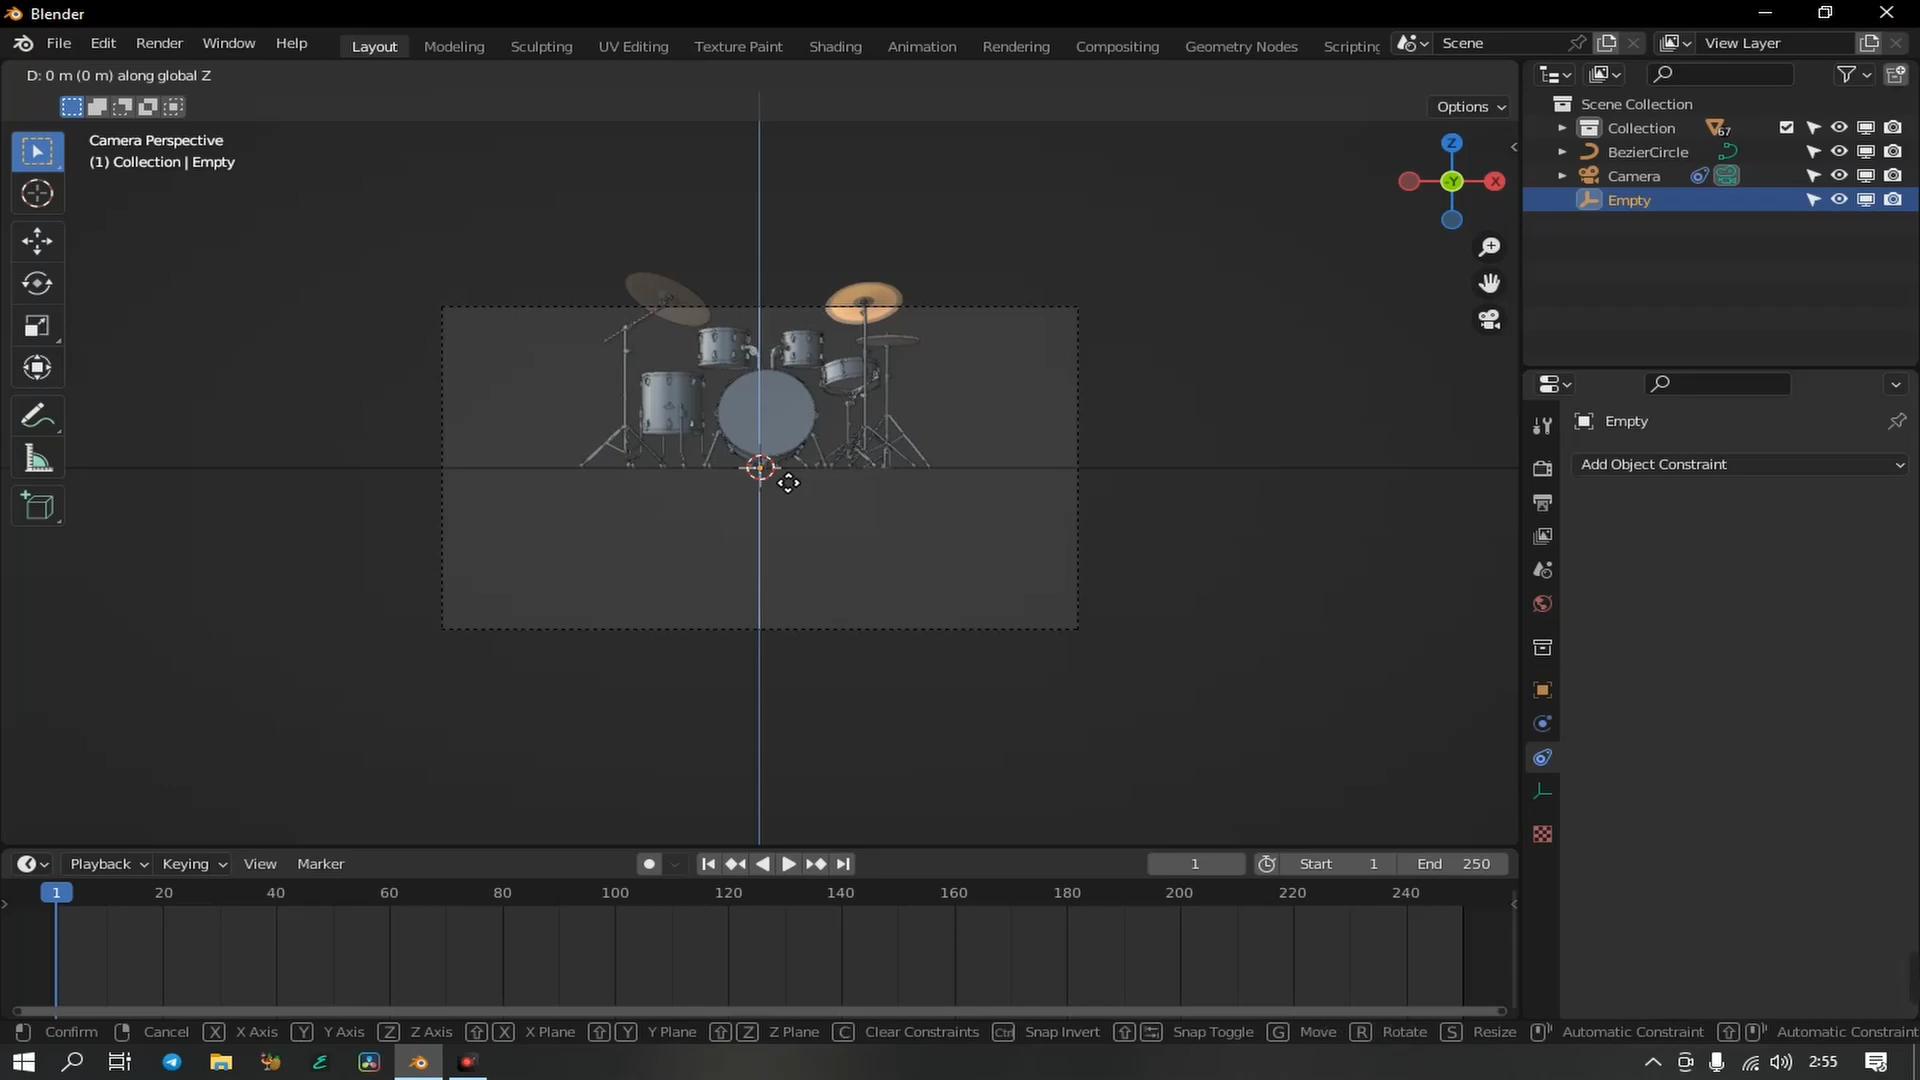 Blender
File Edit Render Window Help
Layout Modeling Sculpting UV Editing Texture Paint Shading Animation Rendering Compositing Geometry Nodes Scripting
Scene
View Layer
D: 0 m (0 m) along global Z
Options
Camera Perspective
(1) Collection | Empty
Z
-Y
X
Scene Collection
Collection 67
BezierCircle
Camera
Empty
Empty
Add Object Constraint
Playback Keying View Marker
1
Start 1
End 250
1 20 40 60 80 100 120 140 160 180 200 220 240
Confirm Cancel X X Axis Y Y Axis Z Z Axis X X Plane Y Y Plane Z Z Plane C Clear Constraints Ctrl Snap Invert Snap Toggle G Move R Rotate S Resize Automatic Constraint Automatic Constraint
2:55